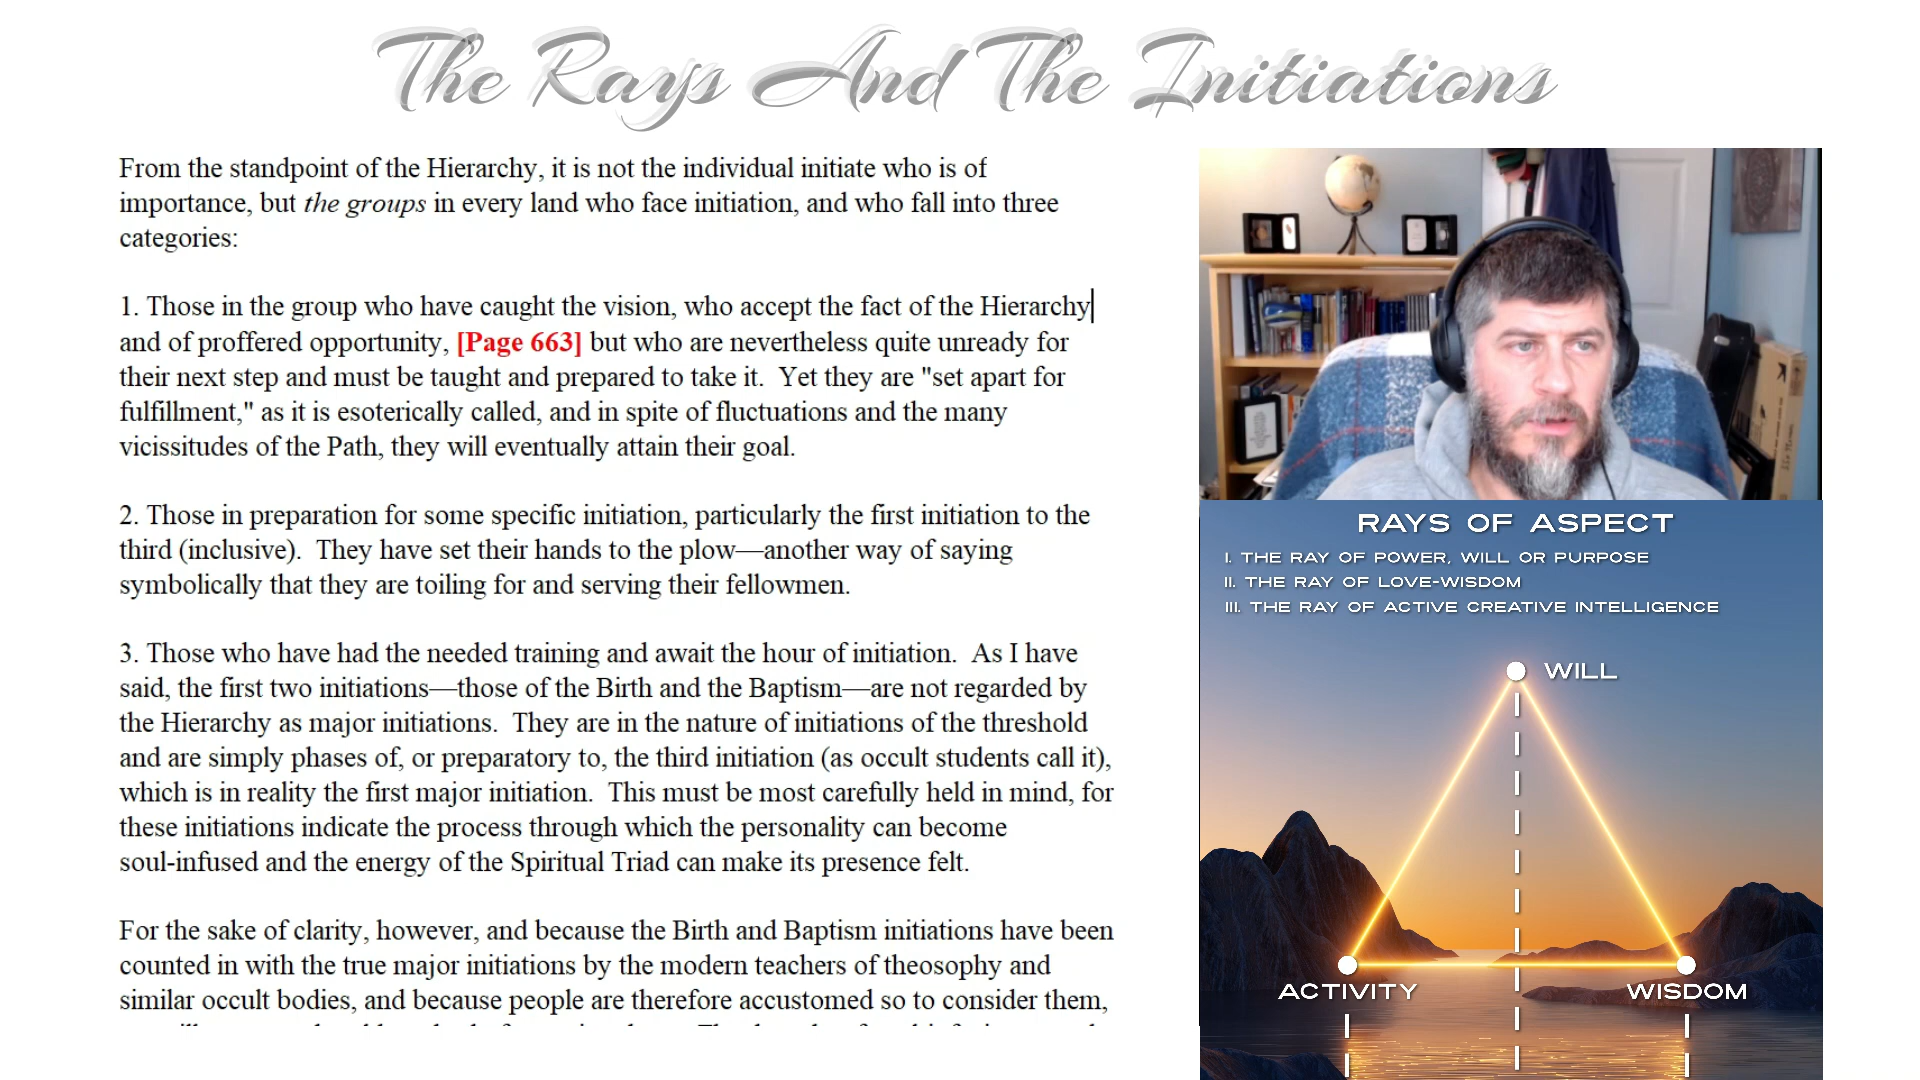 The Rays And The Initiations
From the standpoint of the Hierarchy, it is not the individual initiate who is of
importance, but the groups in every land who face initiation, and who fall into three
categories:
1. Those in the group who have caught the vision, who accept the fact of the Hierarchy
and of proffered opportunity, [Page 663] but who are nevertheless quite unready for
their next step and must be taught and prepared to take it.  Yet they are "set apart for
fulfillment," as it is esoterically called, and in spite of fluctuations and the many
vicissitudes of the Path, they will eventually attain their goal.
2. Those in preparation for some specific initiation, particularly the first initiation to the
third (inclusive).  They have set their hands to the plow—another way of saying
symbolically that they are toiling for and serving their fellowmen.
3. Those who have had the needed training and await the hour of initiation.  As I have
said, the first two initiations—those of the Birth and the Baptism—are not regarded by
the Hierarchy as major initiations.  They are in the nature of initiations of the threshold
and are simply phases of, or preparatory to, the third initiation (as occult students call it),
which is in reality the first major initiation.  This must be most carefully held in mind, for
these initiations indicate the process through which the personality can become
soul-infused and the energy of the Spiritual Triad can make its presence felt.
For the sake of clarity, however, and because the Birth and Baptism initiations have been
counted in with the true major initiations by the modern teachers of theosophy and
similar occult bodies, and because people are therefore accustomed so to consider them,
RAYS OF ASPECT
I. THE RAY OF POWER, WILL OR PURPOSE
II. THE RAY OF LOVE-WISDOM
III. THE RAY OF ACTIVE CREATIVE INTELLIGENCE
WILL
ACTIVITY
WISDOM